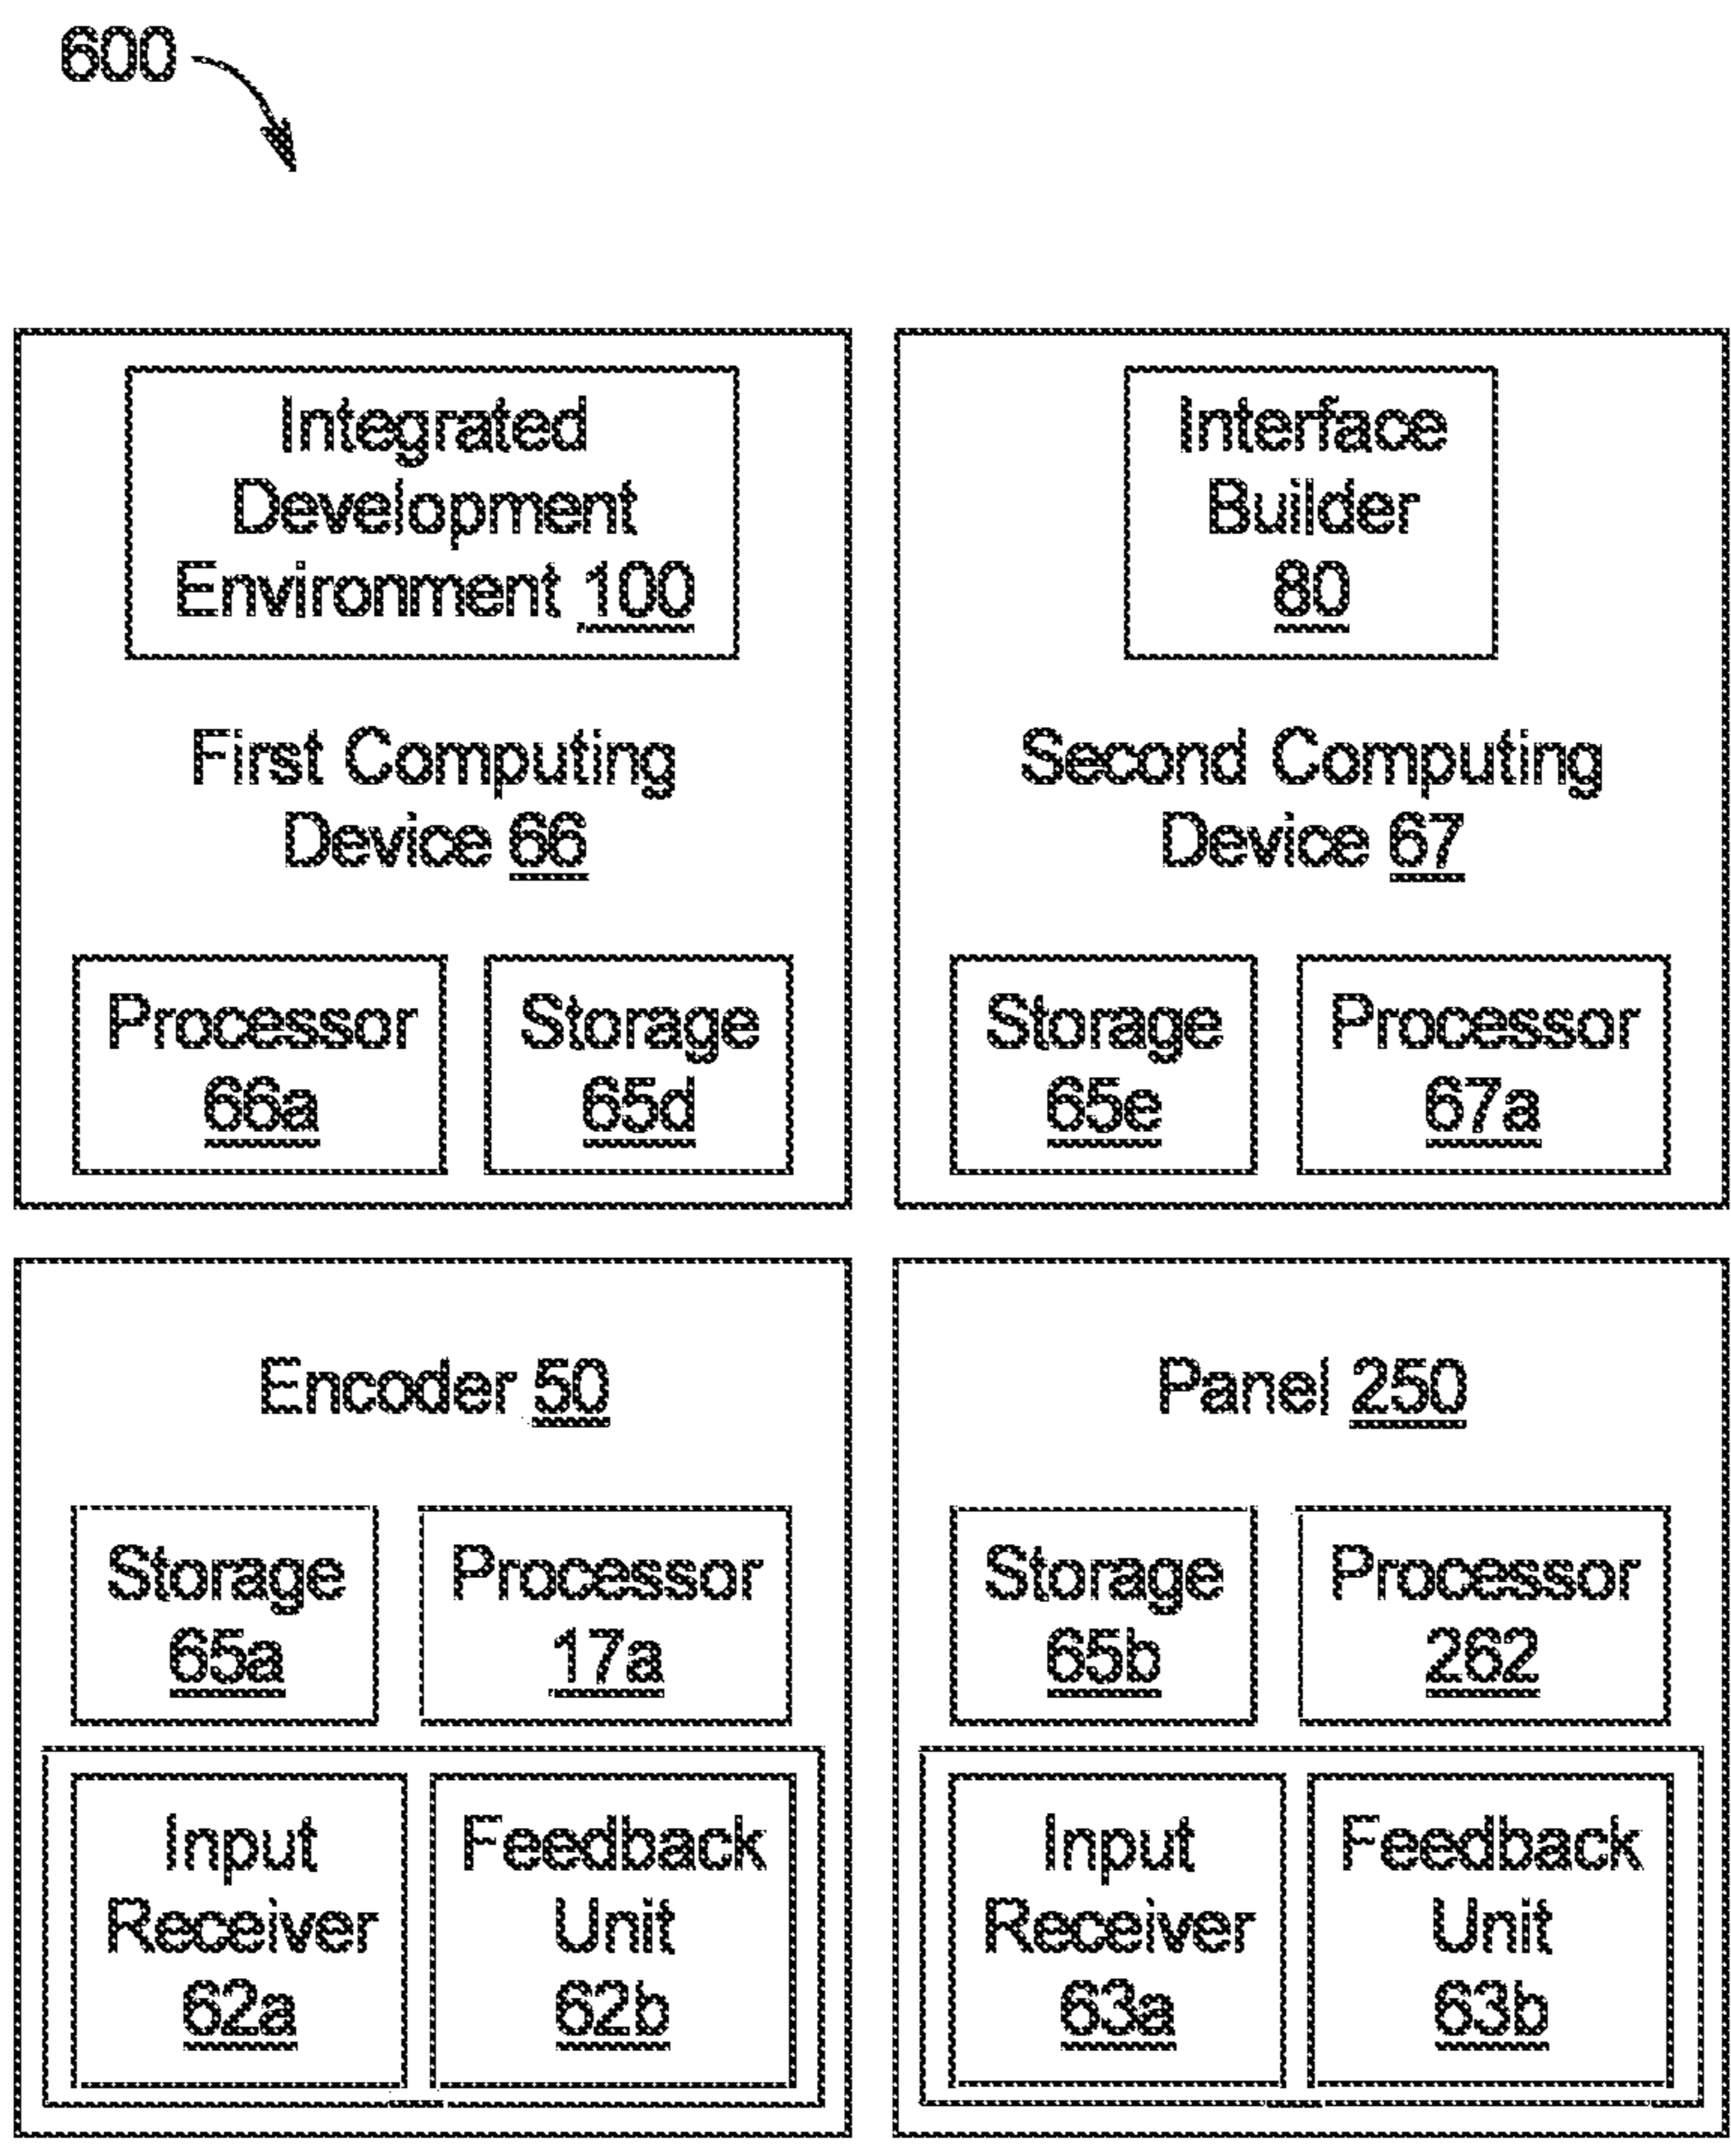 600
Integrated
Development
Environment 100
First Computing
Device 66
Processor
66a
Storage
65d
Interface
Builder
80
Second Computing
Device 67
Storage
65e
Processor
67a
Encoder 50
Storage
65a
Processor
17a
Input
Receiver
62a
Feedback
Unit
62b
Panel 250
Storage
65b
Processor
262
Input
Receiver
63a
Feedback
Unit
63b